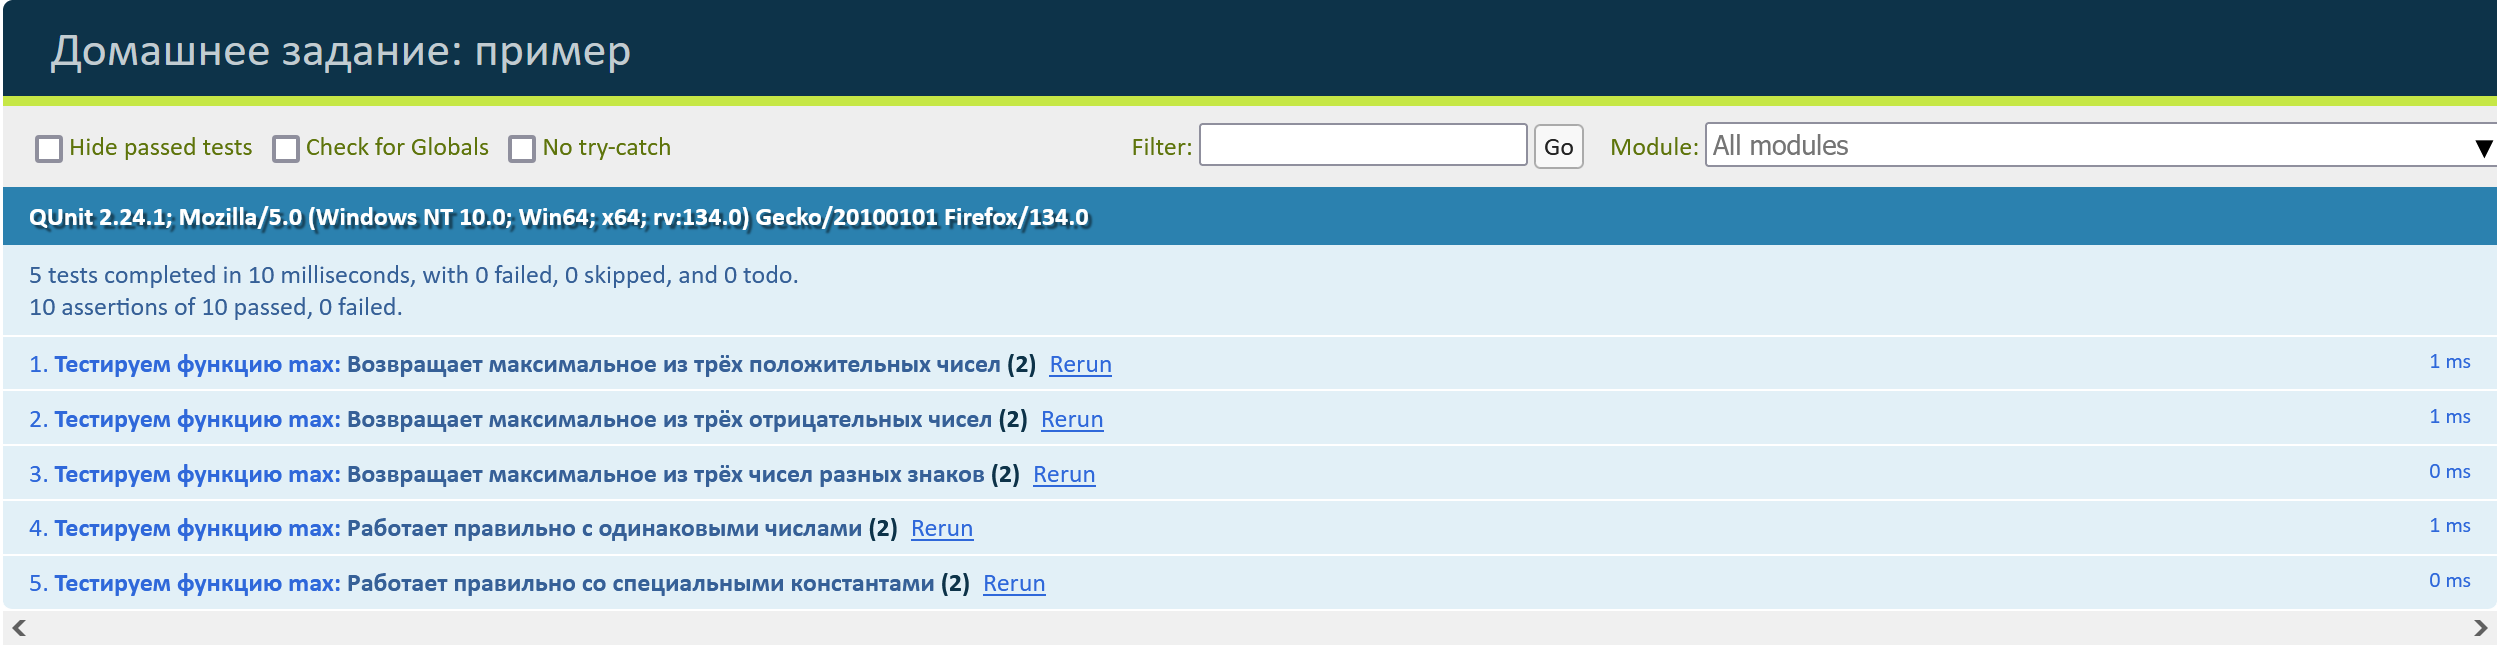 Домашнее задание: пример
Hide passed tests Check for Globals No try-catch Filter: Go Module: All modules
QUnit 2.24.1; Mozilla/5.0 (Windows NT 10.0; Win64; x64; rv:134.0) Gecko/20100101 Firefox/134.0
5 tests completed in 10 milliseconds, with 0 failed, 0 skipped, and 0 todo.
10 assertions of 10 passed, 0 failed.
1. Тестируем функцию max: Возвращает максимальное из трёх положительных чисел (2) Rerun 1 ms
2. Тестируем функцию max: Возвращает максимальное из трёх отрицательных чисел (2) Rerun 1 ms
3. Тестируем функцию max: Возвращает максимальное из трёх чисел разных знаков (2) Rerun 0 ms
4. Тестируем функцию max: Работает правильно с одинаковыми числами (2) Rerun 1 ms
5. Тестируем функцию max: Работает правильно со специальными константами (2) Rerun 0 ms